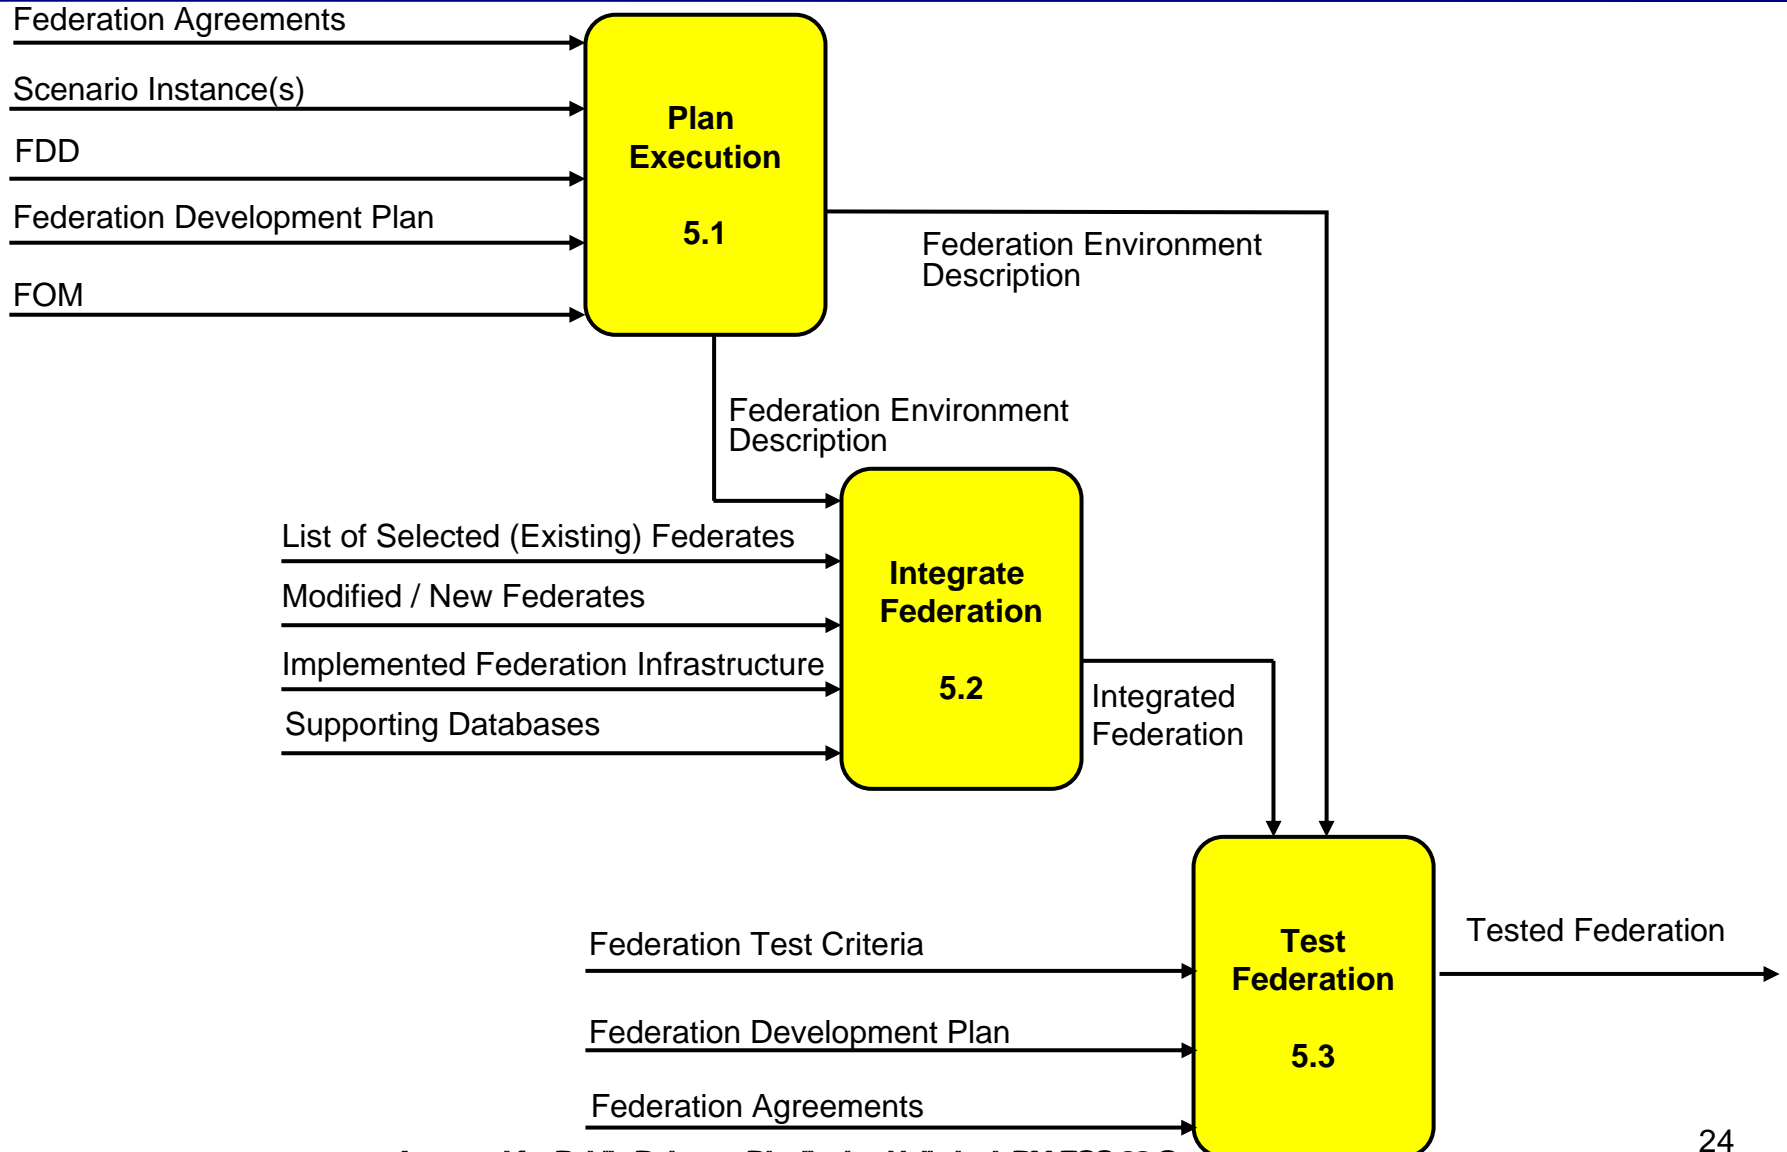 Federation Agreements
Scenario Instance(s)
FDD
Federation Development Plan
FOM
Plan
Execution
5.1
Federation Environment
Description
Federation Environment
Description
List of Selected (Existing) Federates
Modified / New Federates
Implemented Federation Infrastructure
Supporting Databases
Integrate
Federation
5.2
Integrated
Federation
Federation Test Criteria
Federation Development Plan
Federation Agreements
Test
Federation
5.3
Tested Federation
24